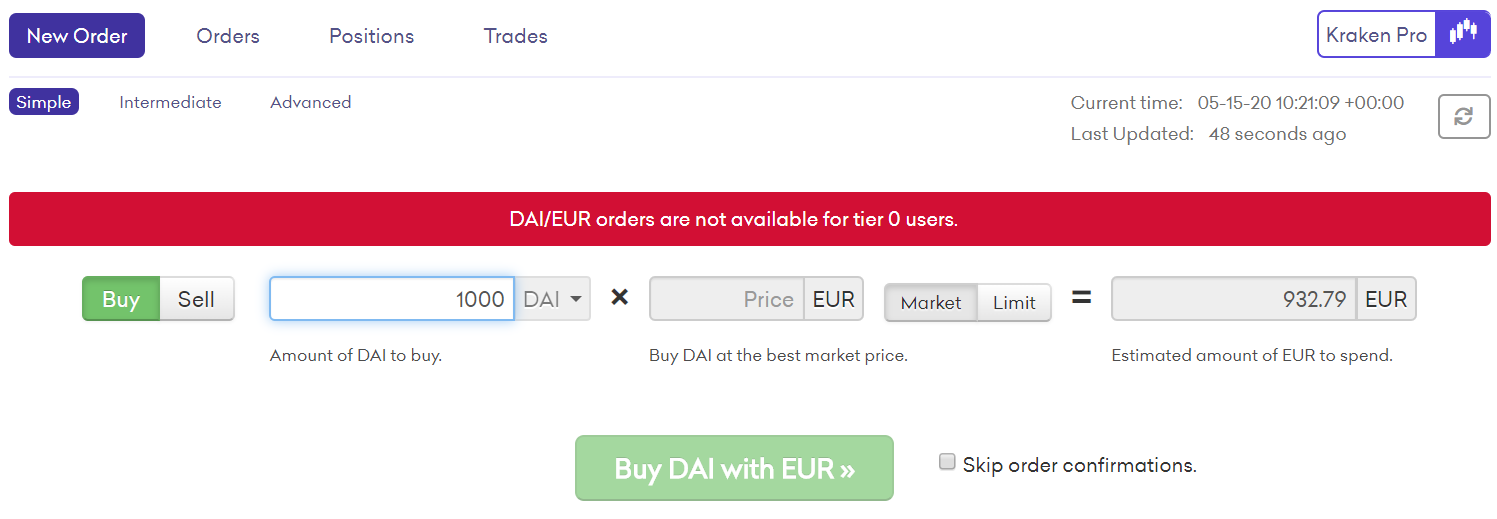 New Order Orders Positions Trades Kraken Pro
Simple Intermediate Advanced Current time: 05-15-20 10:21:09 +00:00
Last Updated: 48 seconds ago
DAI/EUR orders are not available for tier 0 users.
Buy Sell 1000 DAI × Price EUR Market Limit = 932.79 EUR
Amount of DAI to buy. Buy DAI at the best market price. Estimated amount of EUR to spend.
Buy DAI with EUR » Skip order confirmations.